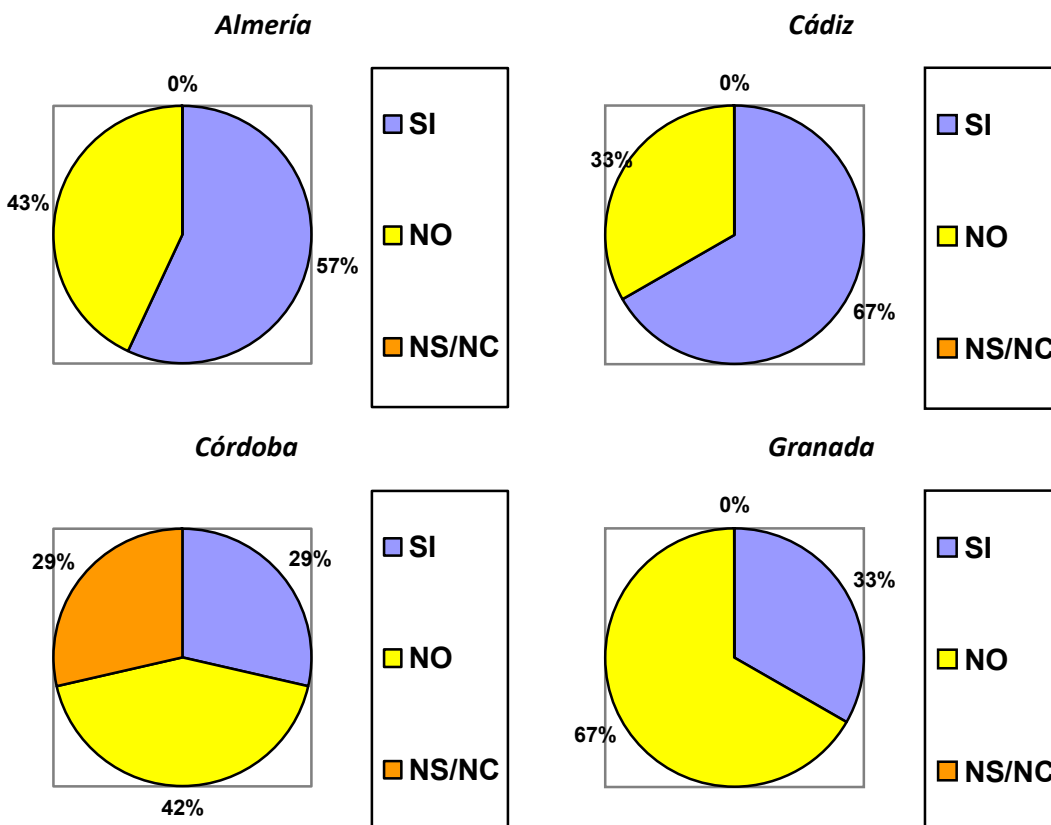 Almería
0%
43%
57%
SI
NO
NS/NC
Cádiz
0%
33%
67%
SI
NO
NS/NC
Córdoba
29%
29%
42%
SI
NO
NS/NC
Granada
0%
33%
67%
SI
NO
NS/NC